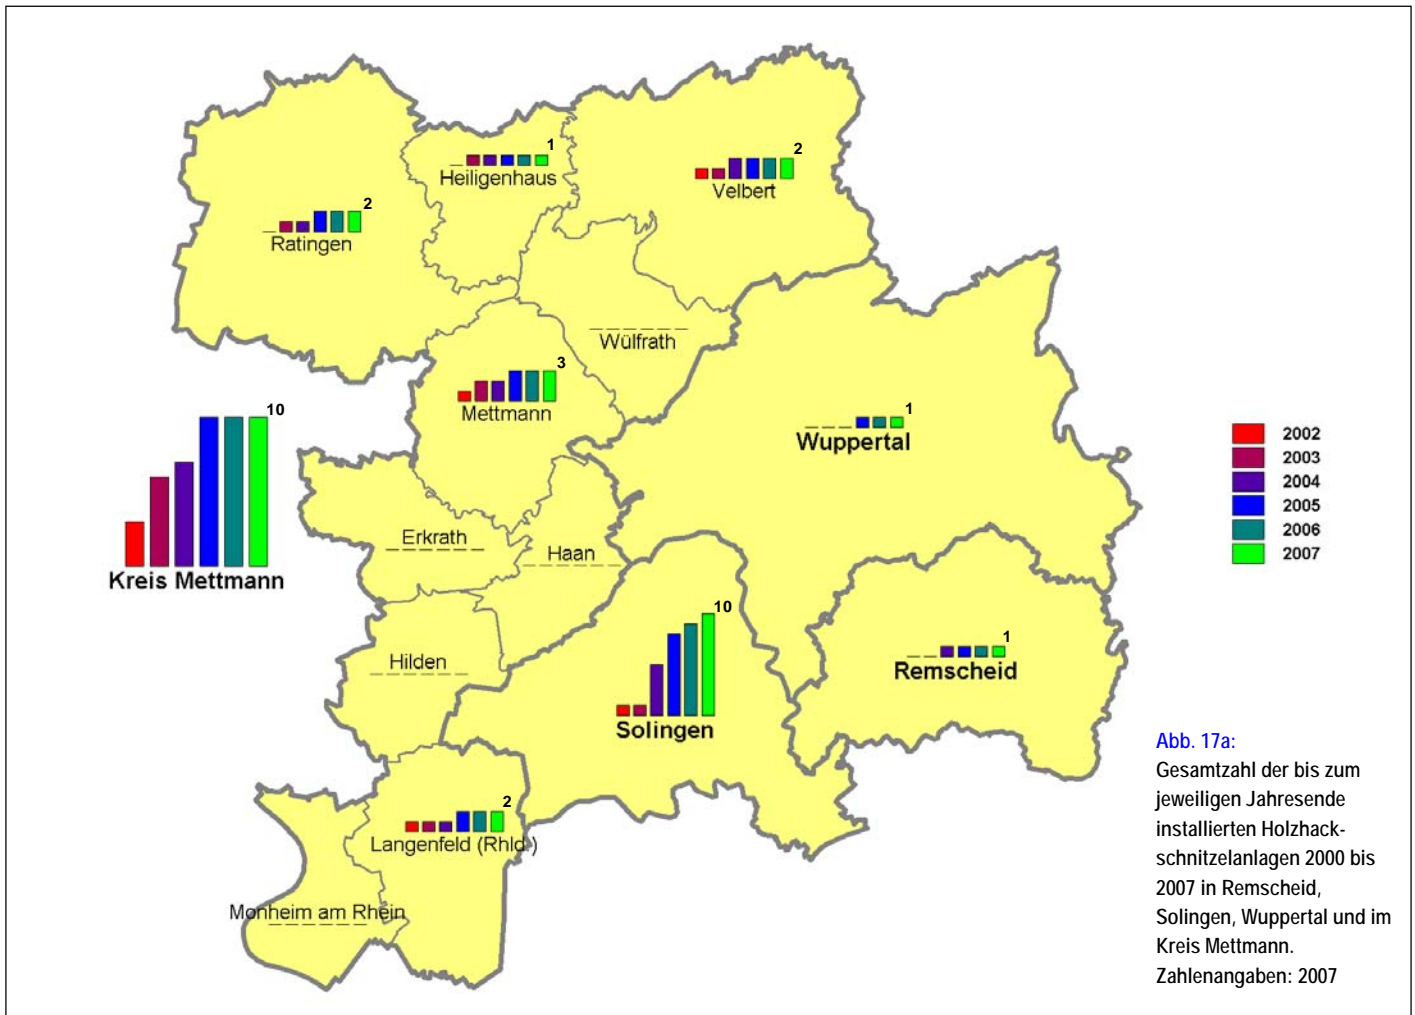 1
Heiligenhaus
2
Velbert
2
Ratingen
Wülfrath
3
Mettmann
10
Kreis Mettmann
1
Wuppertal
2002
2003
2004
2005
2006
2007
Erkrath
Haan
10
Solingen
1
Remscheid
Hilden
2
Langenfeld (Rhld.)
Monheim am Rhein
Abb. 17a:
Gesamtzahl der bis zum
jeweiligen Jahresende
installierten Holzhack-
schnitzelanlagen 2000 bis
2007 in Remscheid,
Solingen, Wuppertal und im
Kreis Mettmann.
Zahlenangaben: 2007